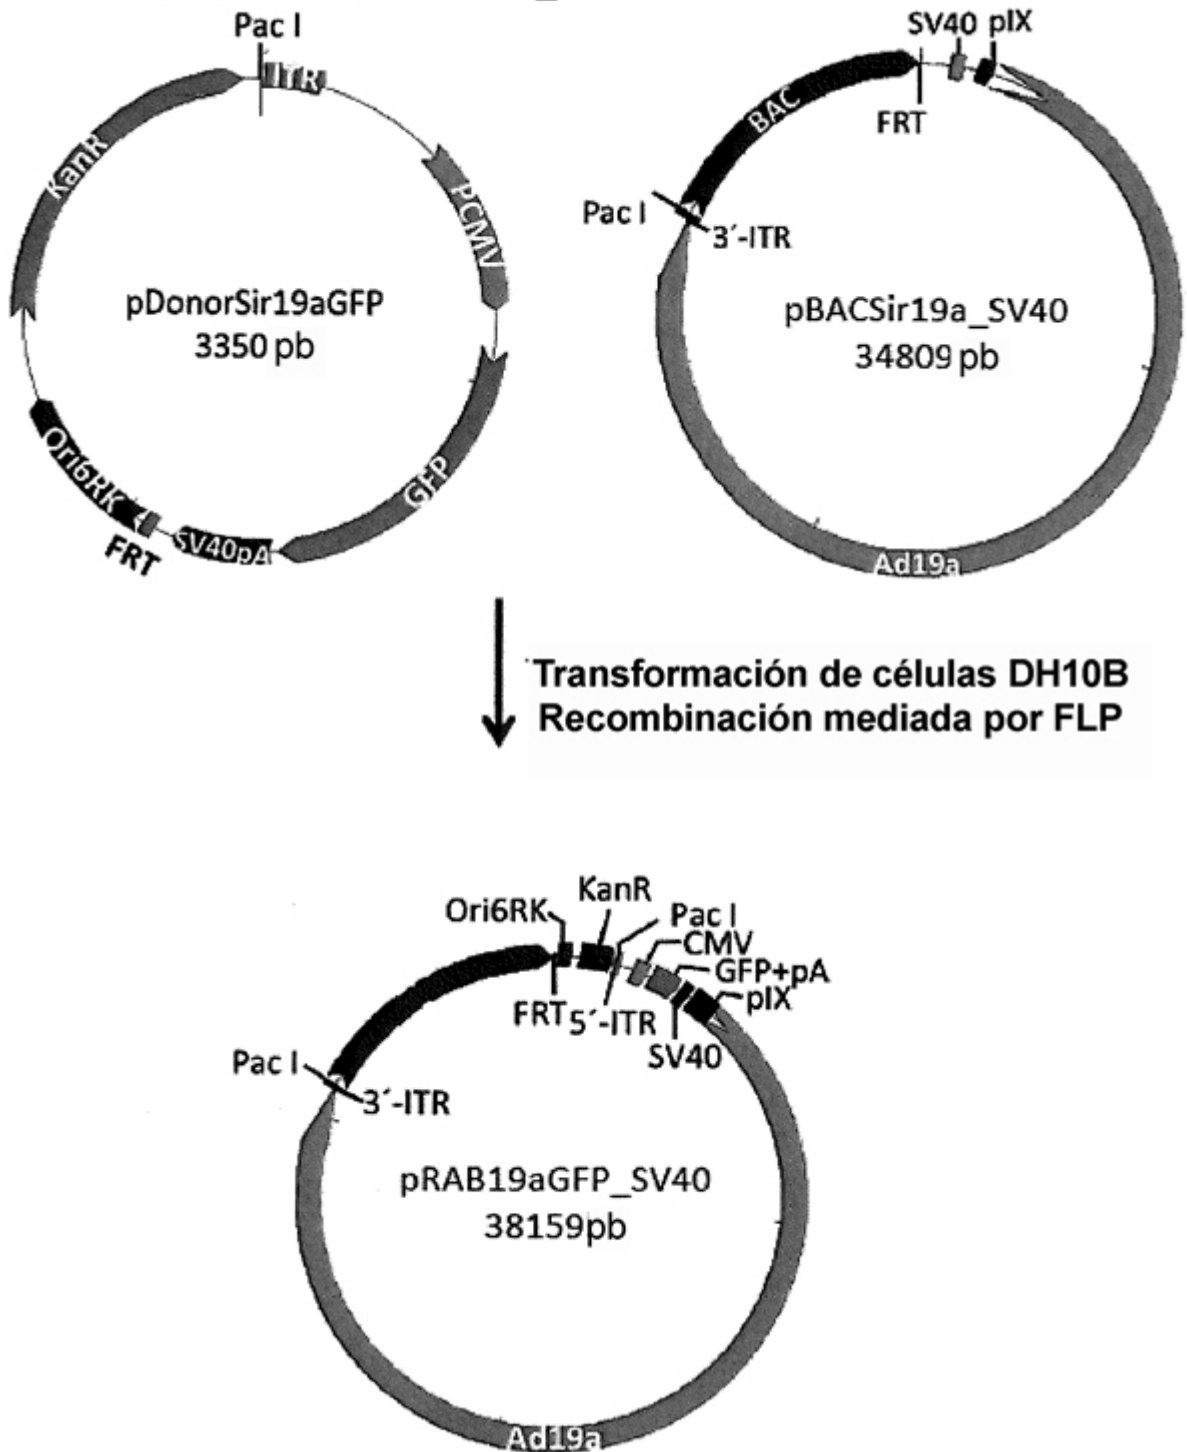 Pac I
ITR
KanR
PCMV
pDonorSir19aGFP
3350 pb
GFP
Ori6RK
FRT
SV40pA
SV40 pIX
BAC
FRT
Pac I
3´-ITR
pBACSir19a_SV40
34809 pb
Ad19a
Transformación de células DH10B
Recombinación mediada por FLP
KanR
Ori6RK
Pac I
CMV
GFP+pA
pIX
FRT
5´-ITR
SV40
Pac I
3´-ITR
pRAB19aGFP_SV40
38159pb
Ad19a